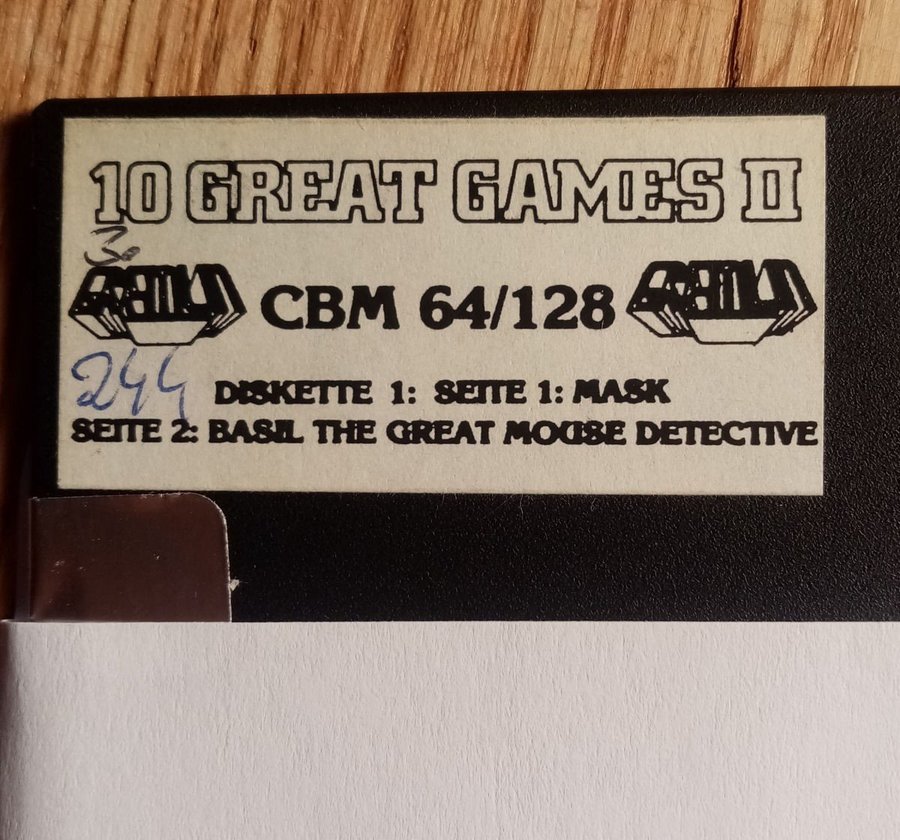 10 GREAT GAMES II
CBM 64/128
244
DISKETTE 1: SEITE 1: MASK
SEITE 2: BASIL THE GREAT MOUSE DETECTIVE